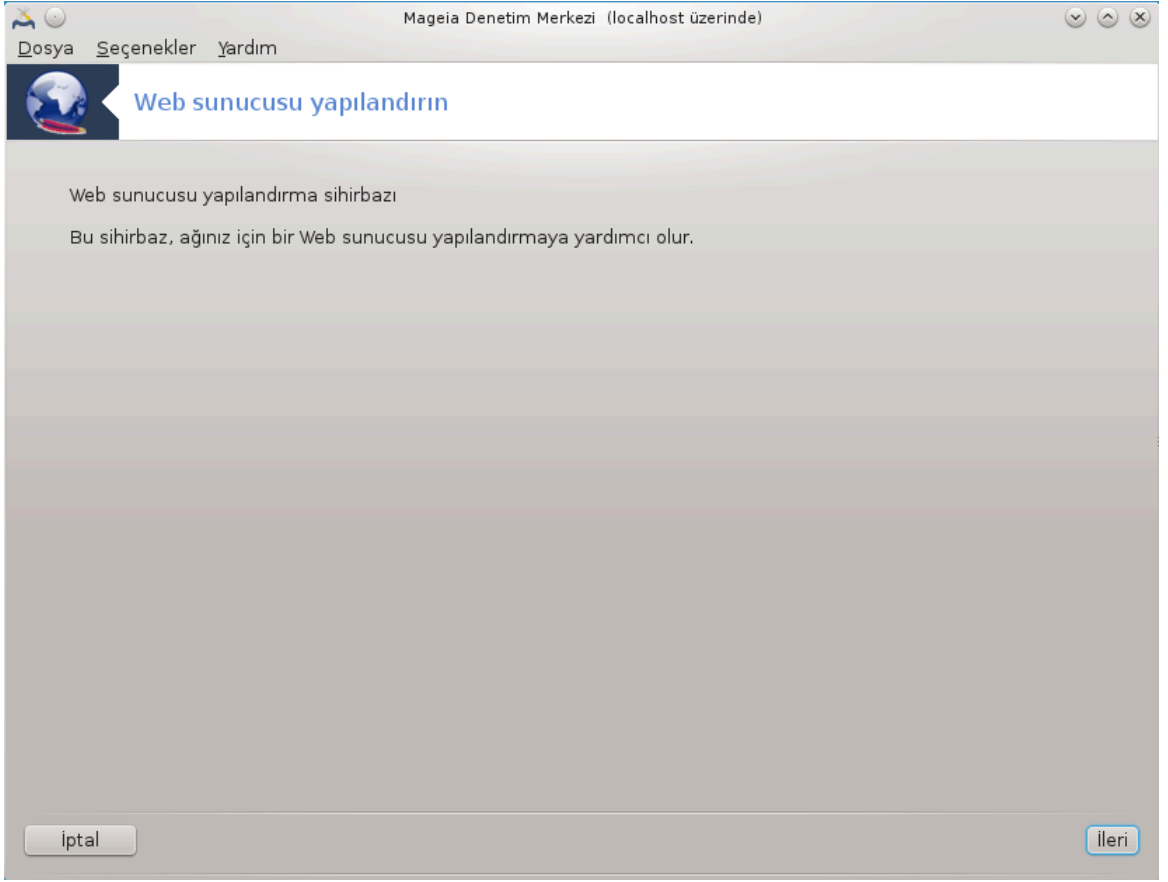 Mageia Denetim Merkezi (localhost üzerinde)
Dosya Seçenekler Yardım
Web sunucusu yapılandırın
Web sunucusu yapılandırma sihirbazı
Bu sihirbaz, ağınız için bir Web sunucusu yapılandırmaya yardımcı olur.
İptal
İleri